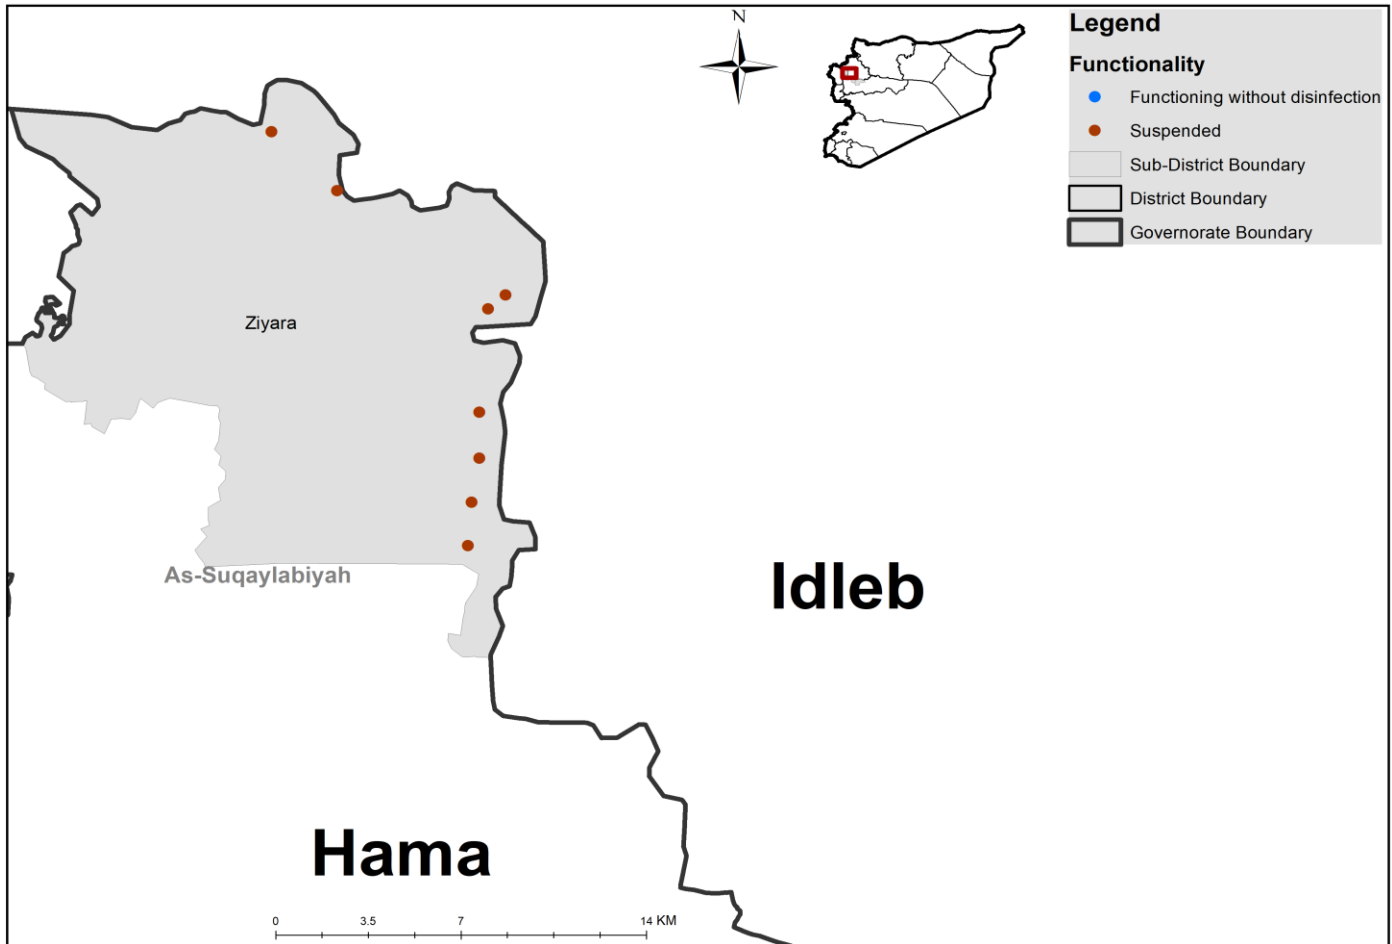 N
Legend
Functionality
Functioning without disinfection
Suspended
Sub-District Boundary
District Boundary
Governorate Boundary
Ziyara
As-Suqaylabiyah
Idleb
Hama
0 3.5 7 14 KM